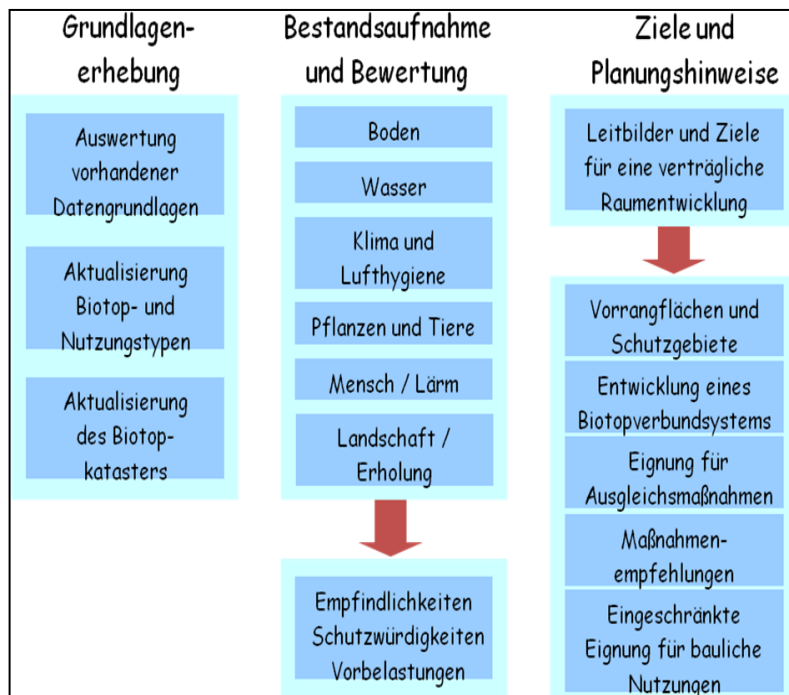 Grundlagen-
erhebung
Auswertung
vorhandener
Datengrundlagen
Aktualisierung
Biotop- und
Nutzungstypen
Aktualisierung
des Biotop-
katasters
Bestandsaufnahme
und Bewertung
Boden
Wasser
Klima und
Lufthygiene
Pflanzen und Tiere
Mensch / Lärm
Landschaft /
Erholung
Empfindlichkeiten
Schutzwürdigkeiten
Vorbelastungen
Ziele und
Planungshinweise
Leitbilder und Ziele
für eine verträgliche
Raumentwicklung
Vorrangflächen und
Schutzgebiete
Entwicklung eines
Biotopverbundsystems
Eignung für
Ausgleichsmaßnahmen
Maßnahmen-
empfehlungen
Eingeschränkte
Eignung für bauliche
Nutzungen